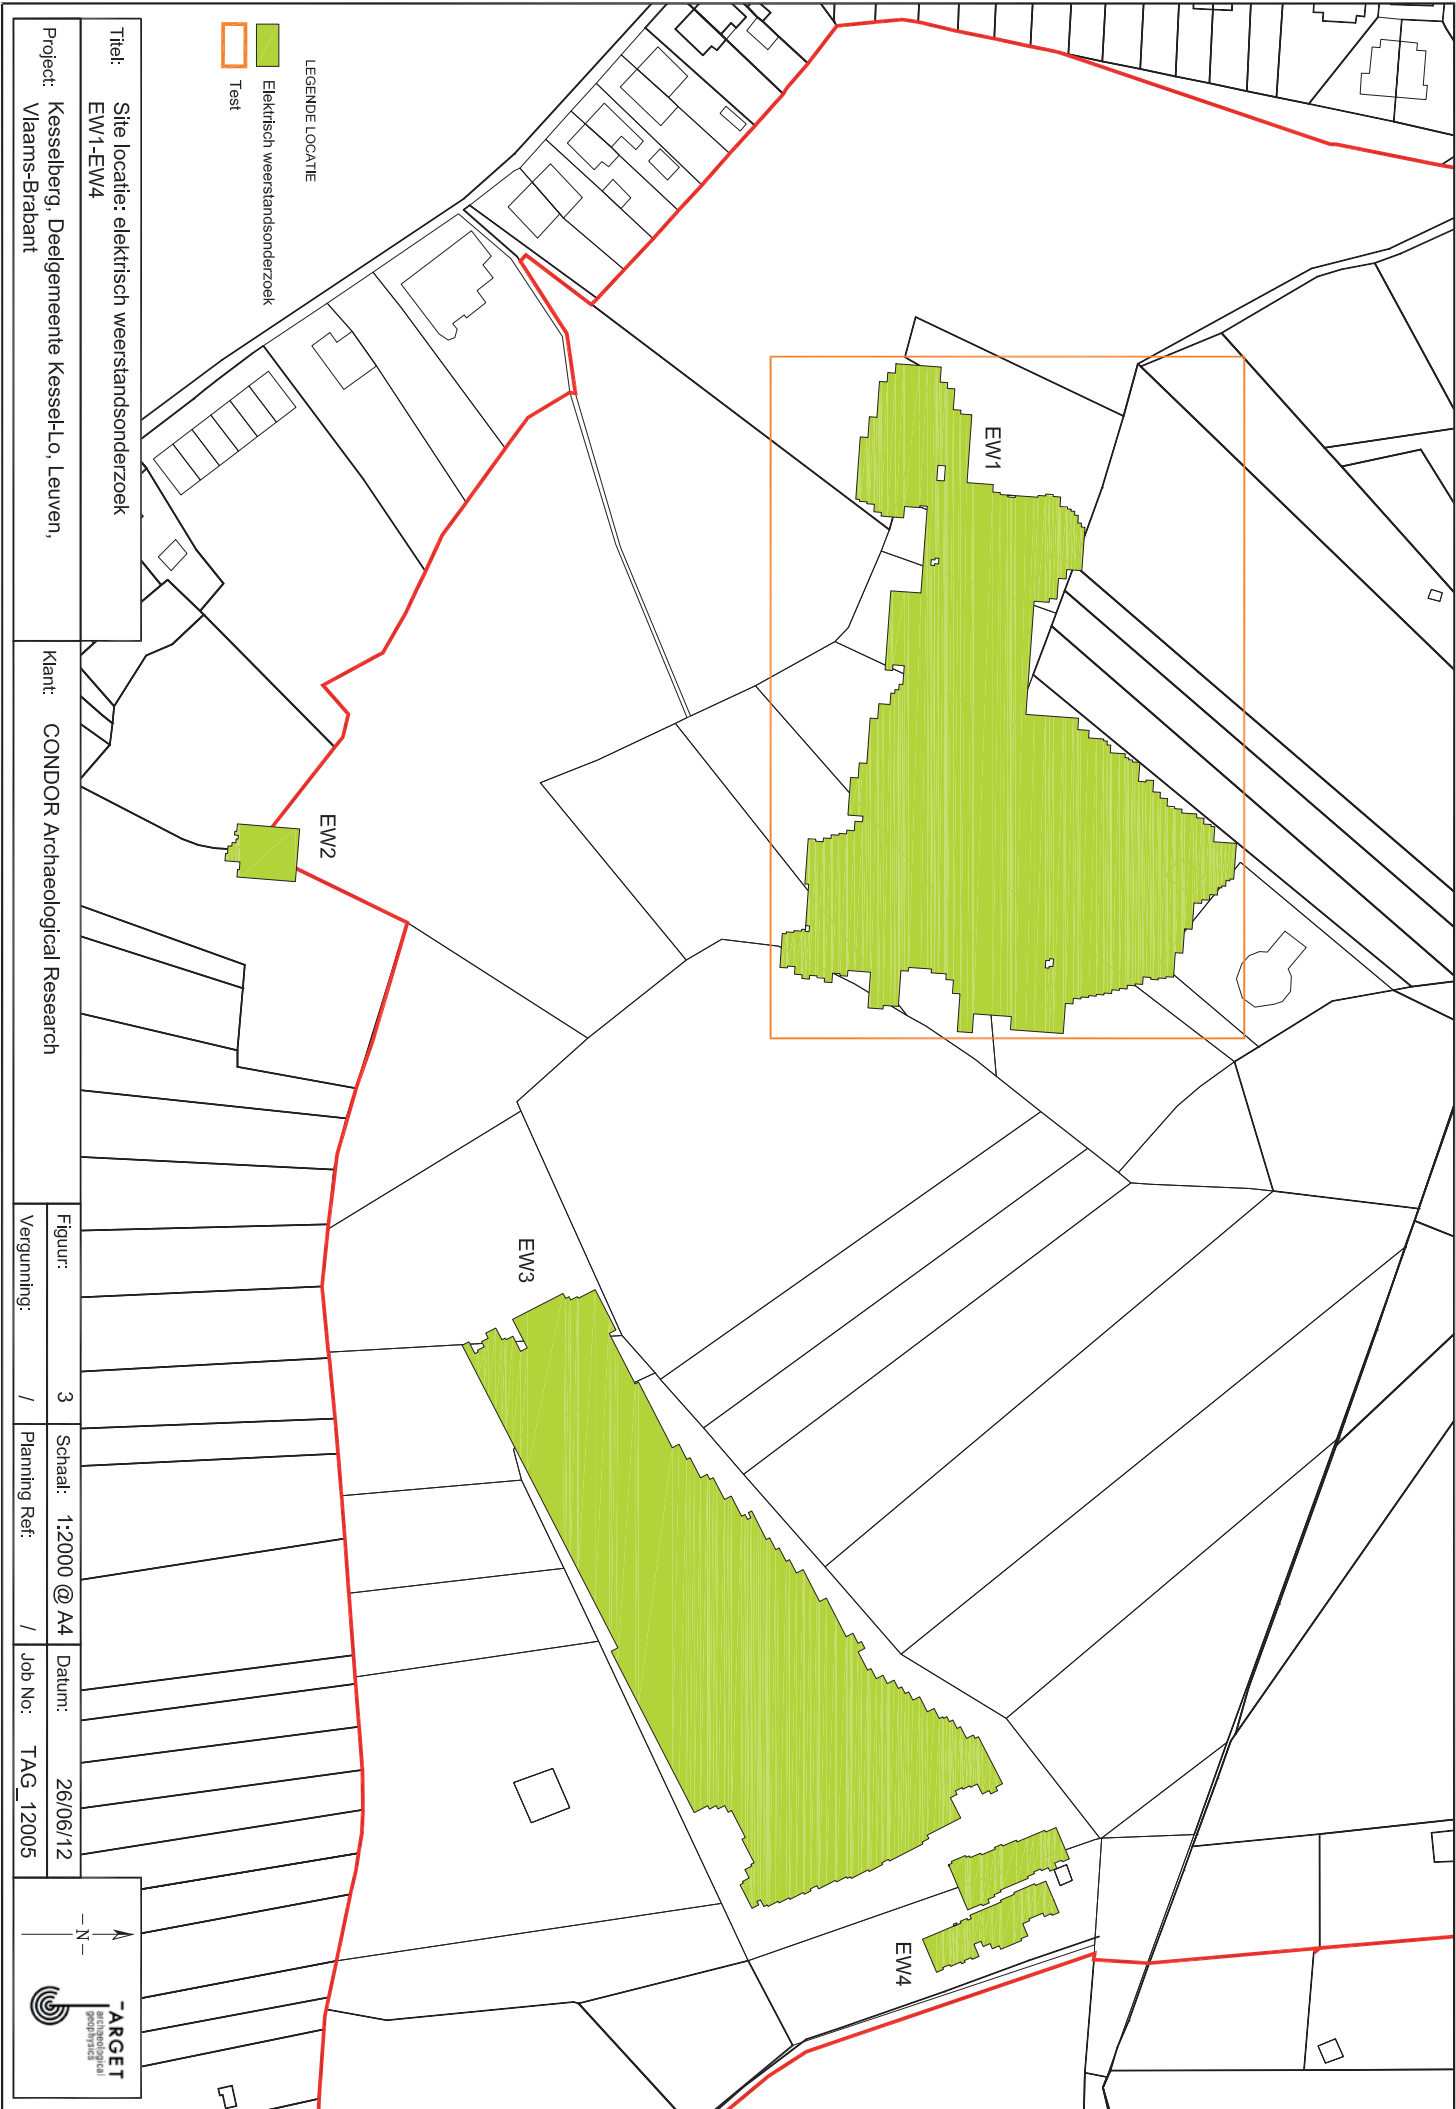 LEGENDE LOCATIE
Elektrisch weerstandsonderzoek
Test
EW1
EW2
EW3
EW4
Titel: Site locatie: elektrisch weerstandsonderzoek
EW1-EW4
Project: Kesselberg, Deelgemeente Kessel-Lo, Leuven,
Vlaams-Brabant
Klant: CONDOR Archaeological Research
Figuur: 3
Vergunning: /
Schaal: 1:2000 @ A4
Planning Ref: /
Datum: 26/06/12
Job No: TAG_12005
– N –
TARGET
archaeological
geophysics